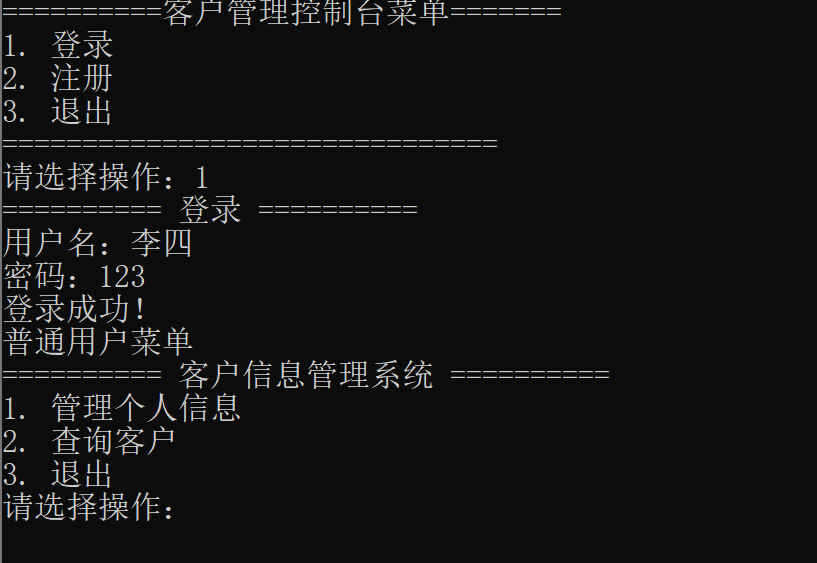 ==========客户管理控制台菜单=======
1. 登录
2. 注册
3. 退出
===============================
请选择操作：1
========== 登录 ==========
用户名：李四
密码：123
登录成功!
普通用户菜单
========== 客户信息管理系统 ==========
1. 管理个人信息
2. 查询客户
3. 退出
请选择操作：